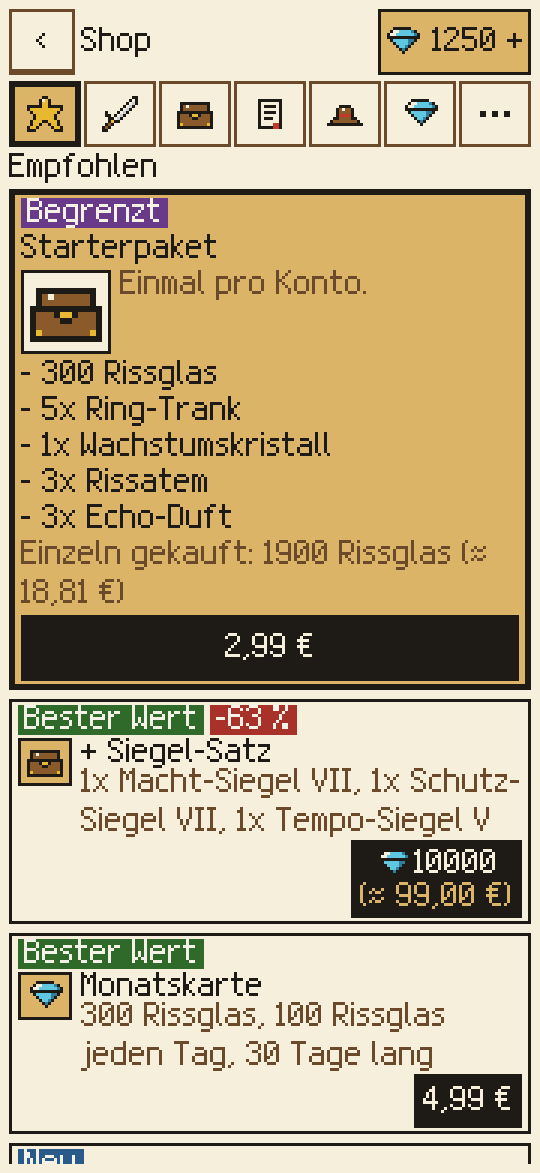 ‹ Shop 1250 +
...
Empfohlen
Begrenzt
Starterpaket
Einmal pro Konto.
- 300 Rissglas
- 5x Ring-Trank
- 1x Wachstumskristall
- 3x Rissatem
- 3x Echo-Duft
Einzeln gekauft: 1900 Rissglas (≈
18,81 €)
2,99 €
Bester Wert -63 %
+ Siegel-Satz
1x Macht-Siegel VII, 1x Schutz-
Siegel VII, 1x Tempo-Siegel V
10000
(≈ 99,00 €)
Bester Wert
Monatskarte
300 Rissglas, 100 Rissglas
jeden Tag, 30 Tage lang
4,99 €
Neu